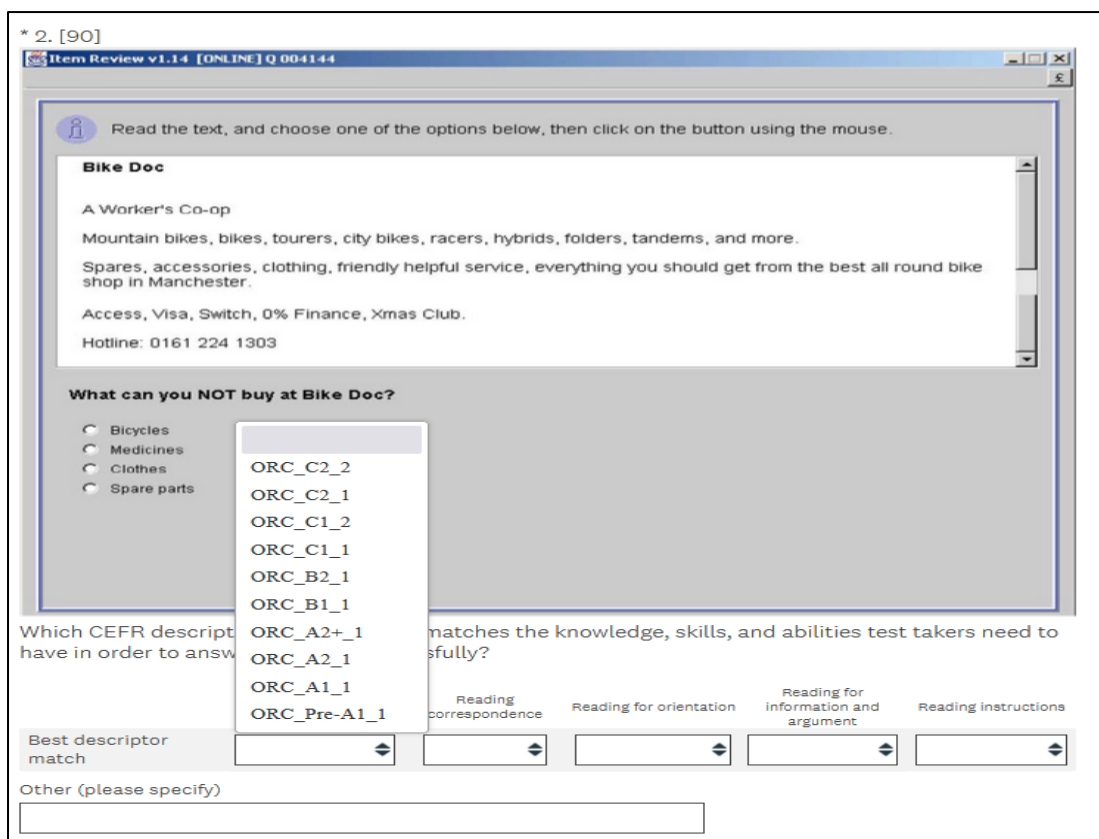 * 2. [90]
Item Review v1.14 [ONLINE] Q 004144
£
Read the text, and choose one of the options below, then click on the button using the mouse.
Bike Doc
A Worker's Co-op
Mountain bikes, bikes, tourers, city bikes, racers, hybrids, folders, tandems, and more.
Spares, accessories, clothing, friendly helpful service, everything you should get from the best all round bike
shop in Manchester.
Access, Visa, Switch, 0% Finance, Xmas Club.
Hotline: 0161 224 1303
What can you NOT buy at Bike Doc?
Bicycles
Medicines
Clothes
Spare parts
ORC_C2_2
ORC_C2_1
ORC_C1_2
ORC_C1_1
ORC_B2_1
ORC_B1_1
ORC_A2+_1
ORC_A2_1
ORC_A1_1
ORC_Pre-A1_1
Which CEFR descript matches the knowledge, skills, and abilities test takers need to
have in order to answ sfully?
Reading
correspondence
Reading for orientation
Reading for
information and
argument
Reading instructions
Best descriptor
match
Other (please specify)